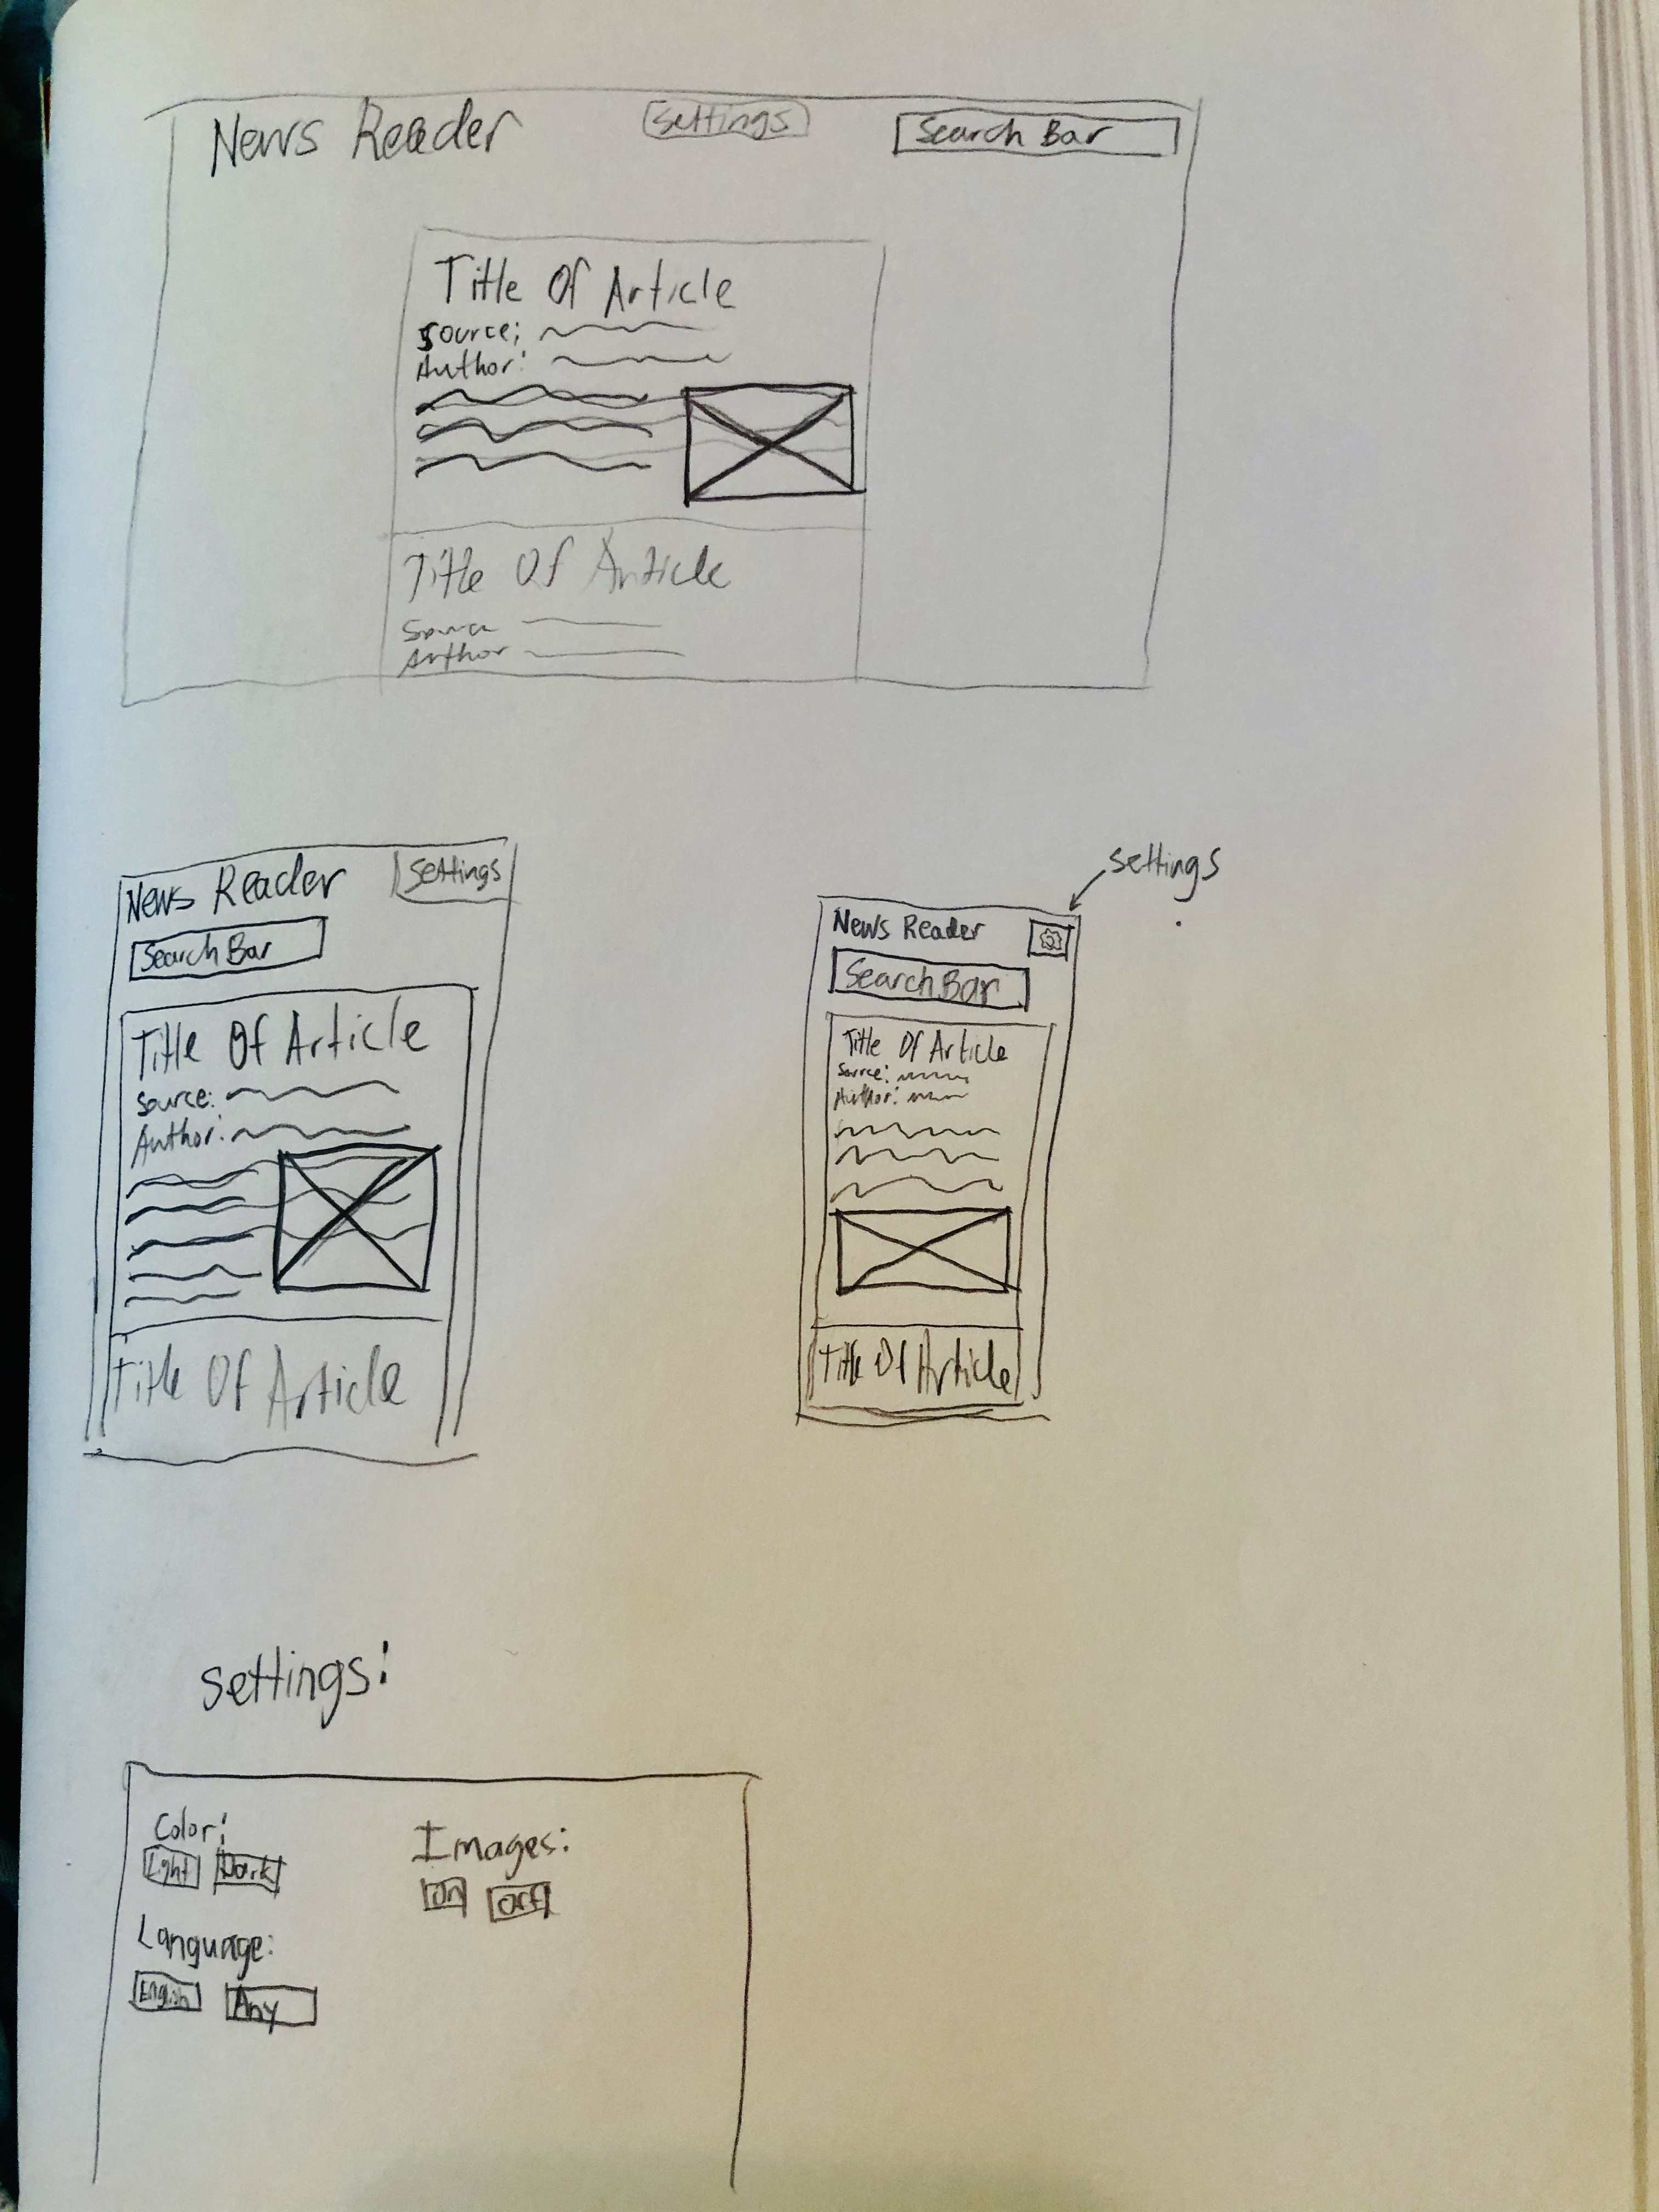 News Reader
Settings
Search Bar
Title Of Article
Source:
Author:
Title Of Article
Source
Author
News Reader
Settings
Search Bar
Title Of Article
Source:
Author:
Title Of Article
settings
News Reader
Search Bar
Title Of Article
Source:
Author:
Title Of Article
settings:
Color:
Light Dark
Images:
On Off
Language:
English Any